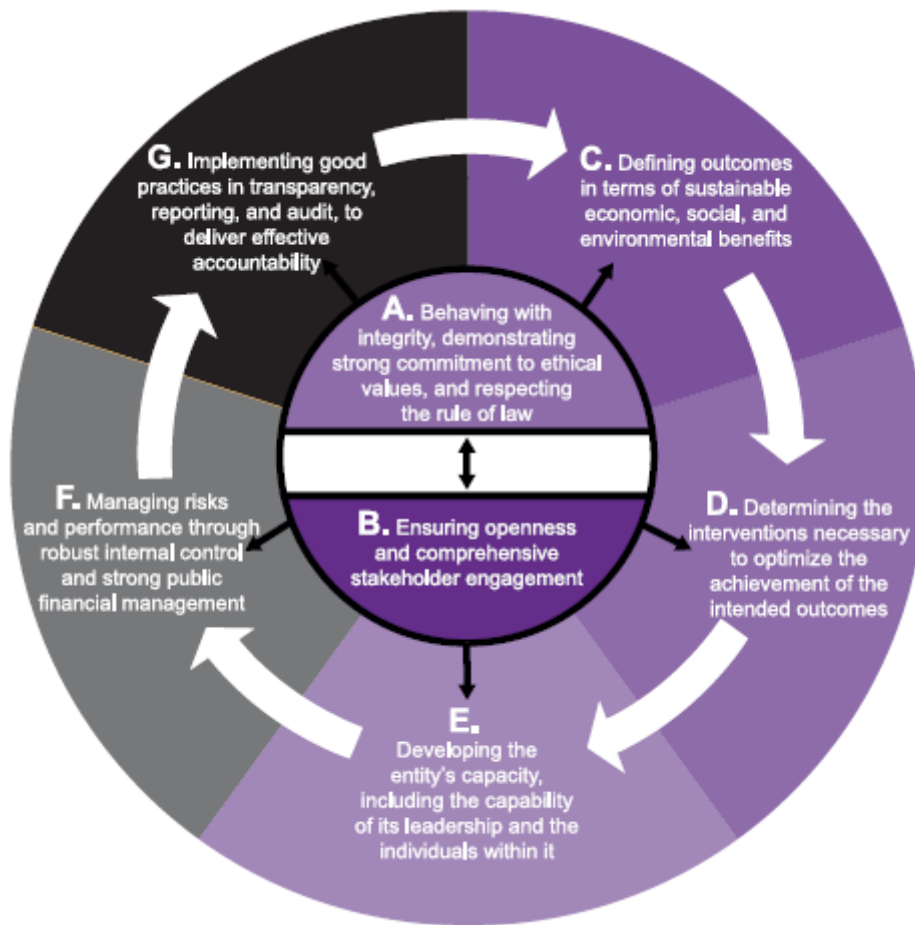 A. Behaving with
integrity, demonstrating
strong commitment to ethical
values, and respecting
the rule of law
B. Ensuring openness
and comprehensive
stakeholder engagement
C. Defining outcomes
in terms of sustainable
economic, social, and
environmental benefits
D. Determining the
interventions necessary
to optimize the
achievement of the
intended outcomes
E.
Developing the
entity's capacity,
including the capability
of its leadership and the
individuals within it
F. Managing risks
and performance through
robust internal control
and strong public
financial management
G. Implementing good
practices in transparency,
reporting, and audit, to
deliver effective
accountability